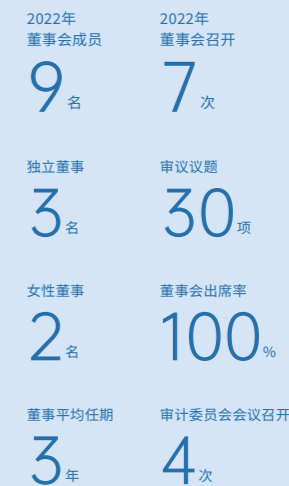 2022年
董事会成员
9 名
2022年
董事会召开
7 次
独立董事
3 名
审议议题
30 项
女性董事
2 名
董事会出席率
100 %
董事平均任期
3 年
审计委员会会议召开
4 次